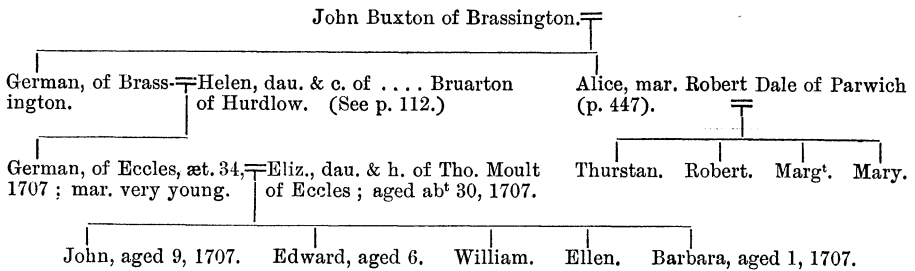 John Buxton of Brassington.
German, of Brass- Helen, dau. & c. of .... Bruarton Alice, mar. Robert Dale of Parwich
ington. of Hurdlow. (See p. 112.) (p. 447).
Thurstan. Robert. Margᵗ. Mary.
German, of Eccles, æt. 34, Eliz., dau. & h. of Tho. Moult
1707 ; mar. very young. of Eccles ; aged abᵗ 30, 1707.
John, aged 9, 1707. Edward, aged 6. William. Ellen. Barbara, aged 1, 1707.